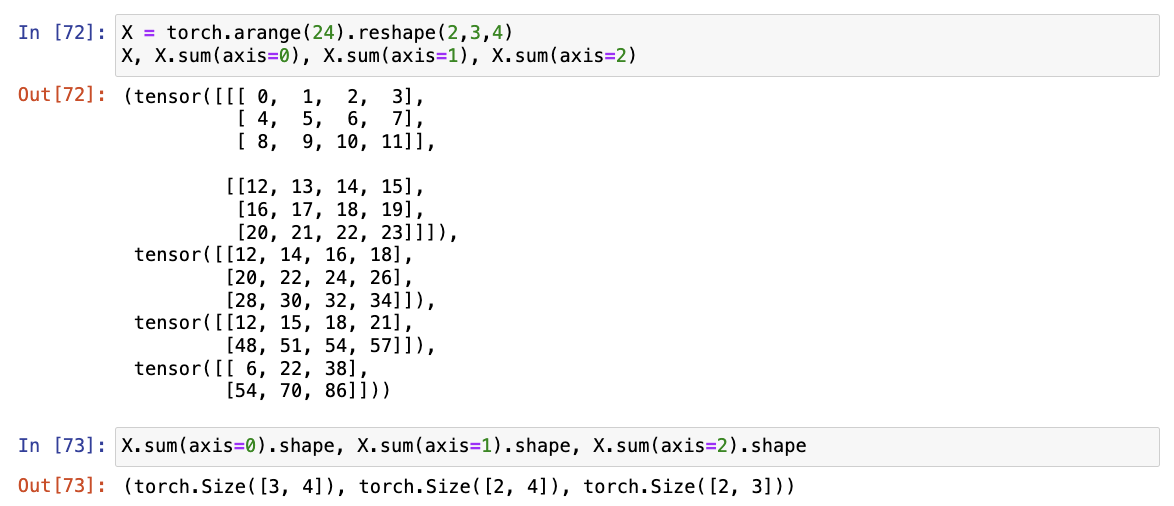 In [72]: X = torch.arange(24).reshape(2,3,4)
X, X.sum(axis=0), X.sum(axis=1), X.sum(axis=2)
Out[72]: (tensor([[[ 0,  1,  2,  3],
[ 4,  5,  6,  7],
[ 8,  9, 10, 11]],
[[12, 13, 14, 15],
[16, 17, 18, 19],
[20, 21, 22, 23]]]),
tensor([[12, 14, 16, 18],
[20, 22, 24, 26],
[28, 30, 32, 34]]),
tensor([[12, 15, 18, 21],
[48, 51, 54, 57]]),
tensor([[ 6, 22, 38],
[54, 70, 86]]))
In [73]: X.sum(axis=0).shape, X.sum(axis=1).shape, X.sum(axis=2).shape
Out[73]: (torch.Size([3, 4]), torch.Size([2, 4]), torch.Size([2, 3]))